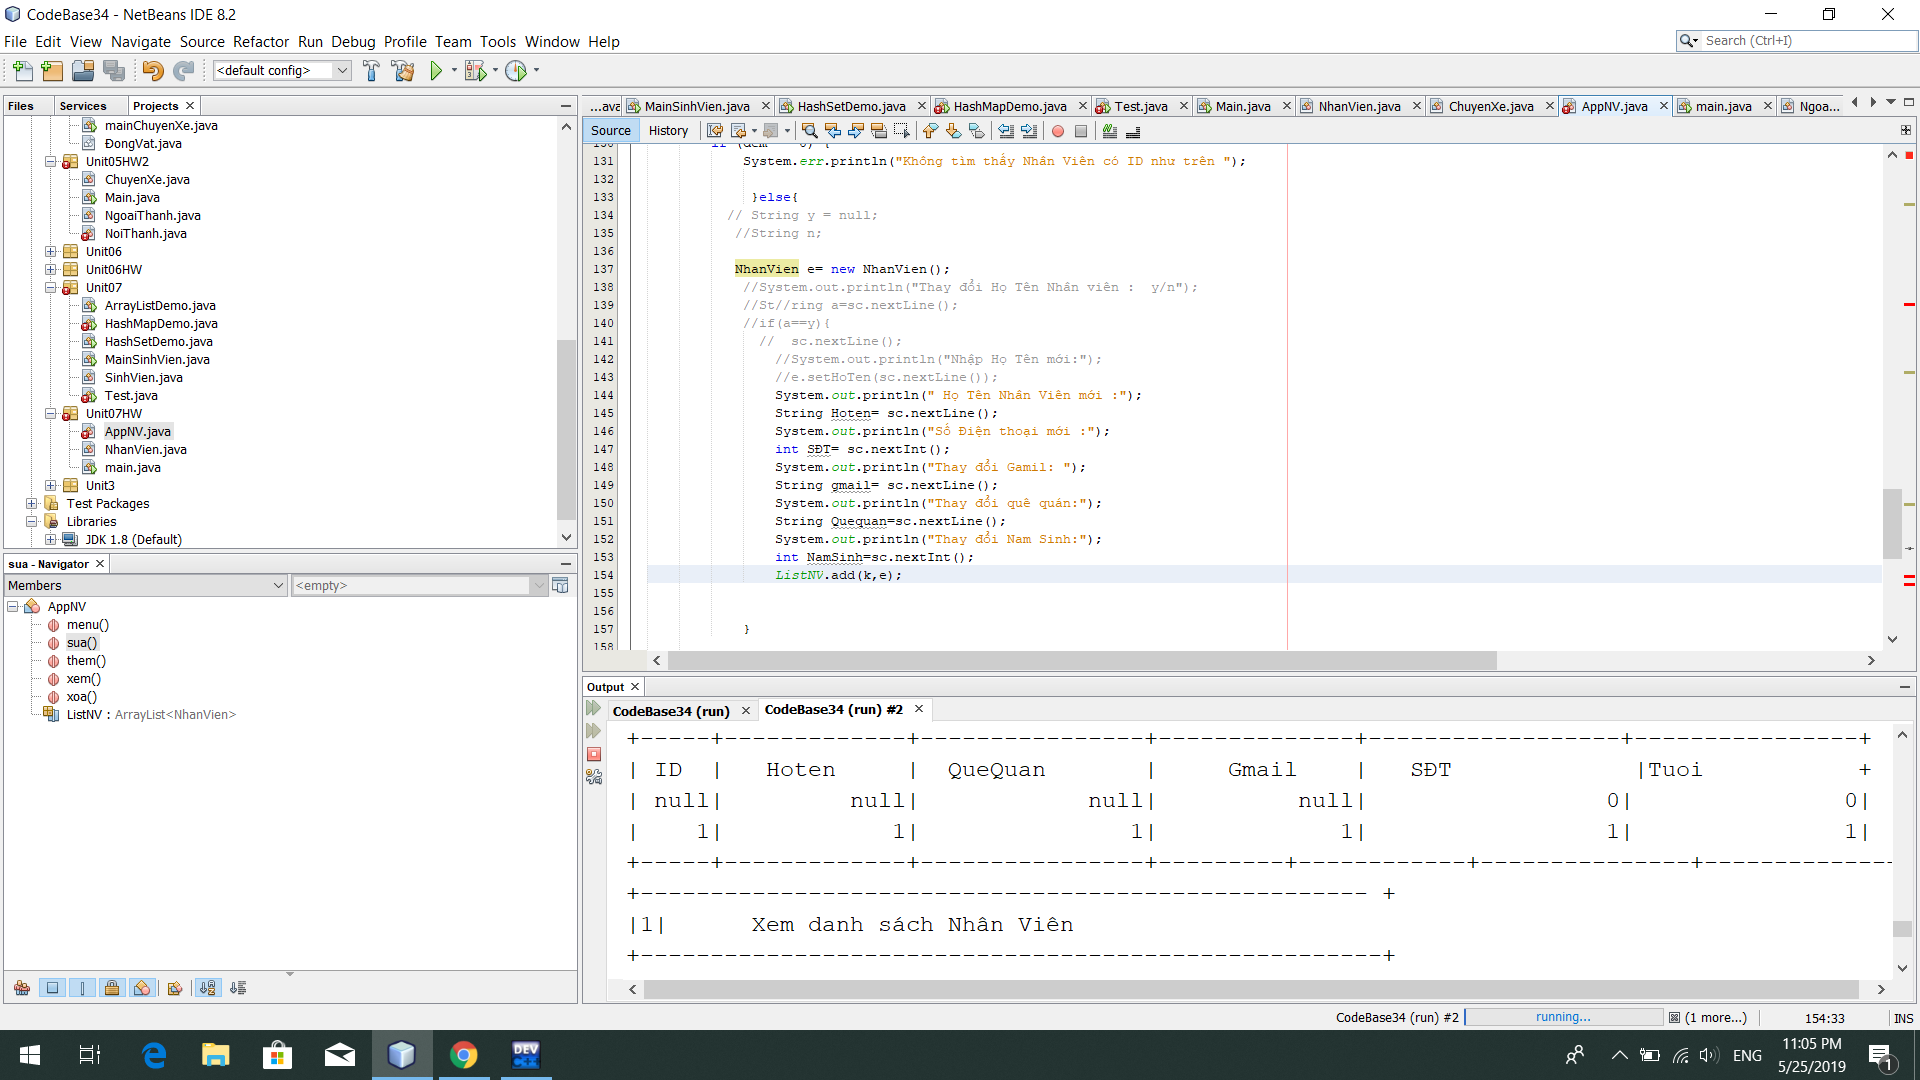 CodeBase34 - NetBeans IDE 8.2
File Edit View Navigate Source Refactor Run Debug Profile Team Tools Window Help
Search (Ctrl+I)
<default config>
Files Services Projects
mainChuyenXe.java
ĐongVat.java
Unit05HW2
ChuyenXe.java
Main.java
NgoaiThanh.java
NoiThanh.java
Unit06
Unit06HW
Unit07
ArrayListDemo.java
HashMapDemo.java
HashSetDemo.java
MainSinhVien.java
SinhVien.java
Test.java
Unit07HW
AppNV.java
NhanVien.java
main.java
Unit3
Test Packages
Libraries
JDK 1.8 (Default)
sua - Navigator
Members
<empty>
AppNV
menu()
sua()
them()
xem()
xoa()
ListNV : ArrayList<NhanVien>
...ava MainSinhVien.java HashSetDemo.java HashMapDemo.java Test.java Main.java NhanVien.java ChuyenXe.java AppNV.java main.java Ngoa...
Source History
131 System.err.println("Không tìm thấy Nhân Viên có ID như trên ");
132
133 }else{
134 // String y = null;
135 //String n;
136
137 NhanVien e= new NhanVien();
138 //System.out.println("Thay đổi Họ Tên Nhân viên :  y/n");
139 //St//ring a=sc.nextLine();
140 //if(a==y){
141 //  sc.nextLine();
142 //System.out.println("Nhập Họ Tên mới:");
143 //e.setHoTen(sc.nextLine());
144 System.out.println(" Họ Tên Nhân Viên mới :");
145 String Hoten= sc.nextLine();
146 System.out.println("Số Điện thoại mới :");
147 int SĐT= sc.nextInt();
148 System.out.println("Thay đổi Gamil: ");
149 String gmail= sc.nextLine();
150 System.out.println("Thay đổi quê quán:");
151 String Quequan=sc.nextLine();
152 System.out.println("Thay đổi Nam Sinh:");
153 int NamSinh=sc.nextInt();
154 ListNV.add(k,e);
155
156
157 }
158
Output
CodeBase34 (run) CodeBase34 (run) #2
+-----+-------------+----------------+--------------+------------------+----------------+
| ID | Hoten | QueQuan | Gmail | SĐT |Tuoi +
| null| null| null| null| 0| 0|
| 1| 1| 1| 1| 1| 1|
+-----+-------------+----------------+---------+------------+---------------+-------------
+---------------------------------------------------- +
|1| Xem danh sách Nhân Viên
+-----------------------------------------------------+
CodeBase34 (run) #2 running... (1 more...) 154:33 INS
DEV C++
ENG
11:05 PM
5/25/2019
1